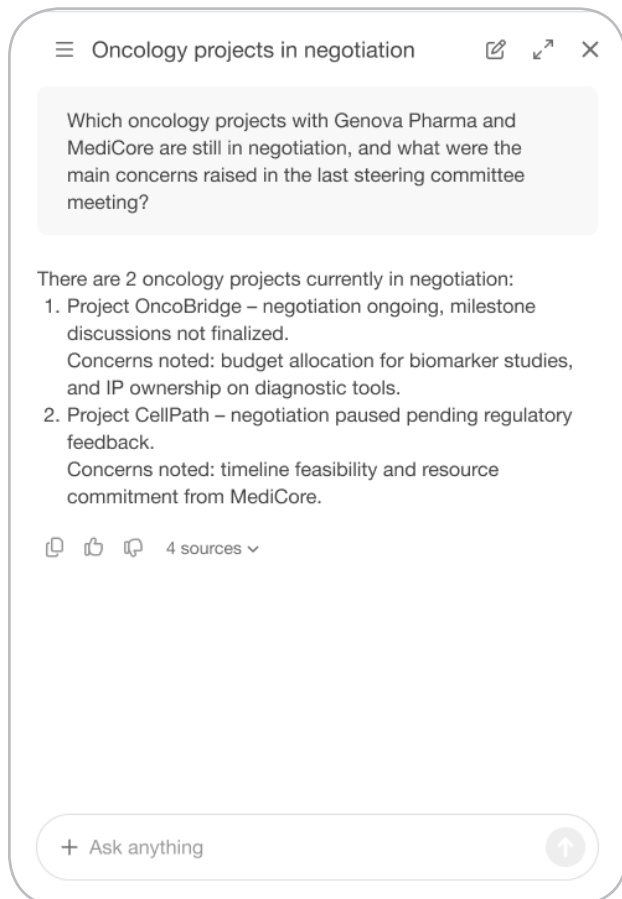 Oncology projects in negotiation
Which oncology projects with Genova Pharma and
MediCore are still in negotiation, and what were the
main concerns raised in the last steering committee
meeting?
There are 2 oncology projects currently in negotiation:
1. Project OncoBridge – negotiation ongoing, milestone
discussions not finalized.
Concerns noted: budget allocation for biomarker studies,
and IP ownership on diagnostic tools.
2. Project CellPath – negotiation paused pending regulatory
feedback.
Concerns noted: timeline feasibility and resource
commitment from MediCore.
4 sources
Ask anything